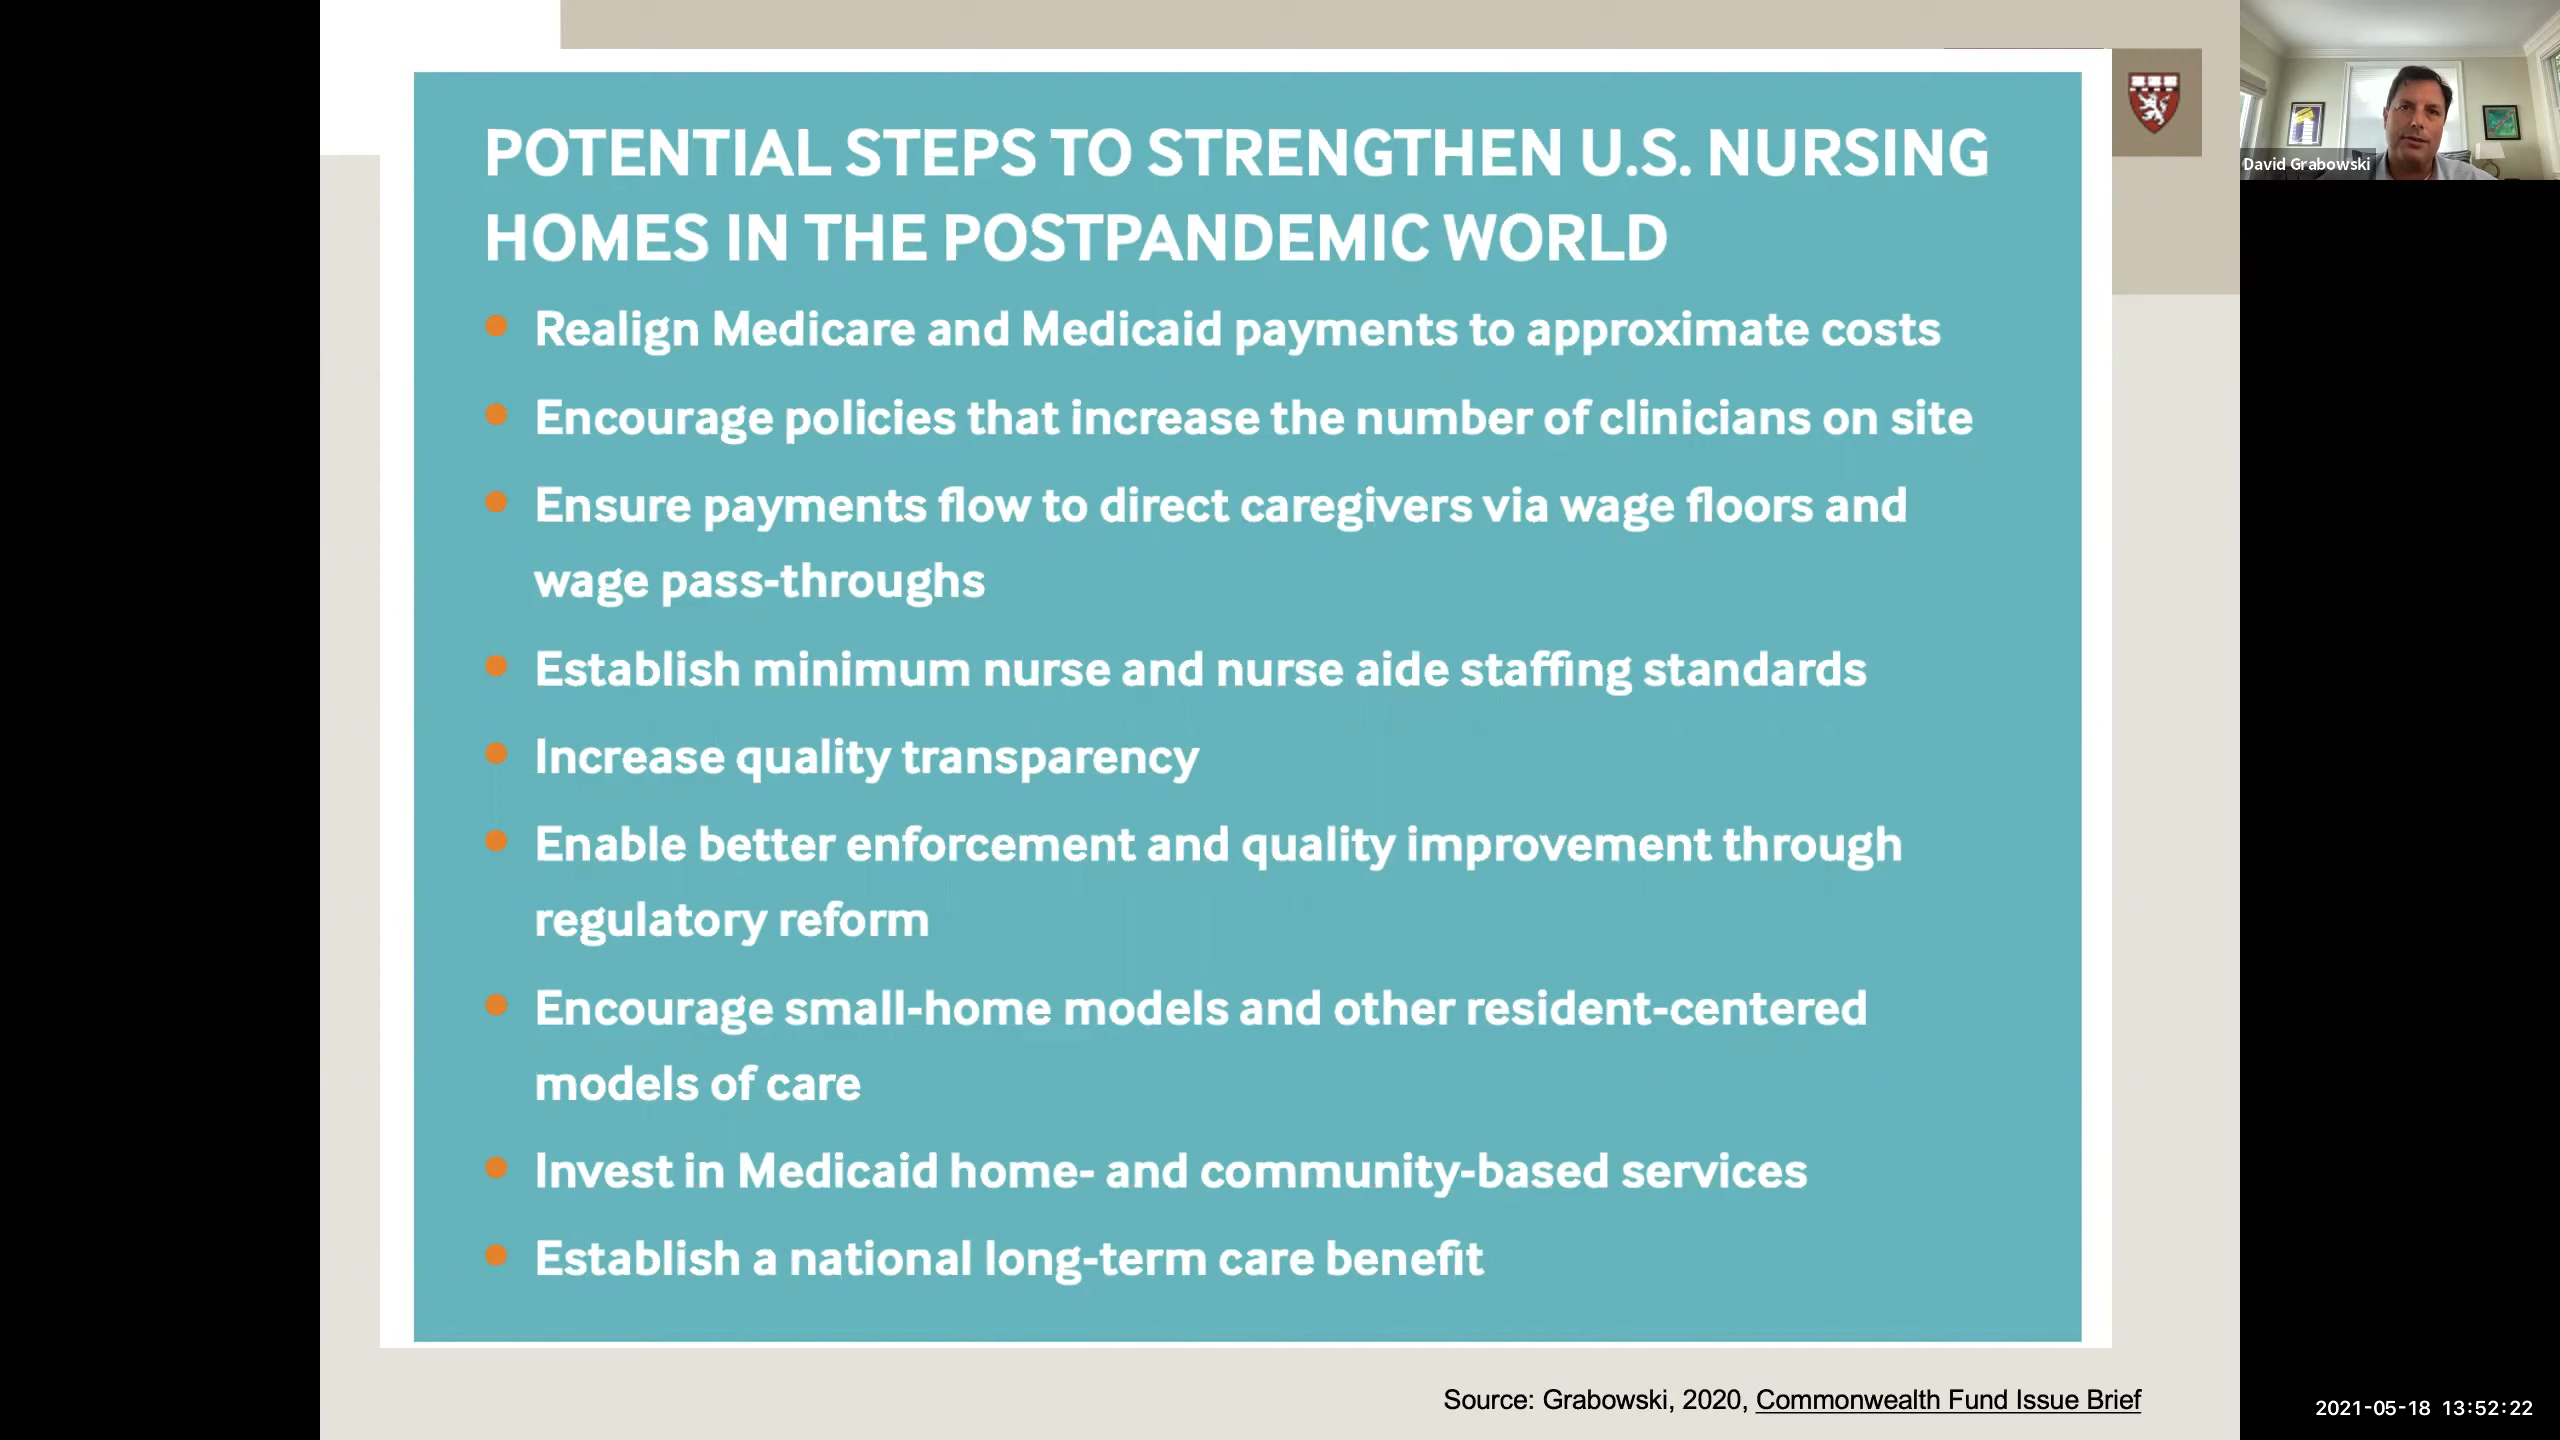 POTENTIAL STEPS TO STRENGTHEN U.S. NURSING
HOMES IN THE POSTPANDEMIC WORLD
Realign Medicare and Medicaid payments to approximate costs
Encourage policies that increase the number of clinicians on site
Ensure payments flow to direct caregivers via wage floors and
wage pass-throughs
Establish minimum nurse and nurse aide staffing standards
Increase quality transparency
Enable better enforcement and quality improvement through
regulatory reform
Encourage small-home models and other resident-centered
models of care
Invest in Medicaid home- and community-based services
Establish a national long-term care benefit
Source: Grabowski, 2020, Commonwealth Fund Issue Brief
David Grabowski
2021-05-18 13:52:22